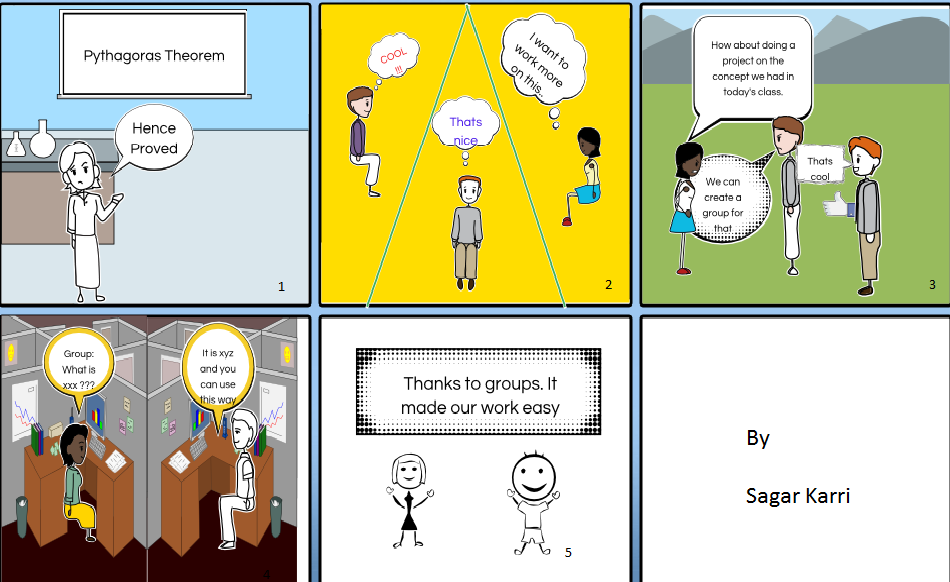 Pythagoras Theorem
Hence
Proved
1
COOL
!!!
Thats
nice
I want to
work more
on this..
2
How about doing a
project on the
concept we had in
today's class.
We can
create a
group for
that
Thats
cool
3
Group:
What is
xxx ???
It is xyz
and you
can use
this way
4
Thanks to groups. It
made our work easy
5
By
Sagar Karri